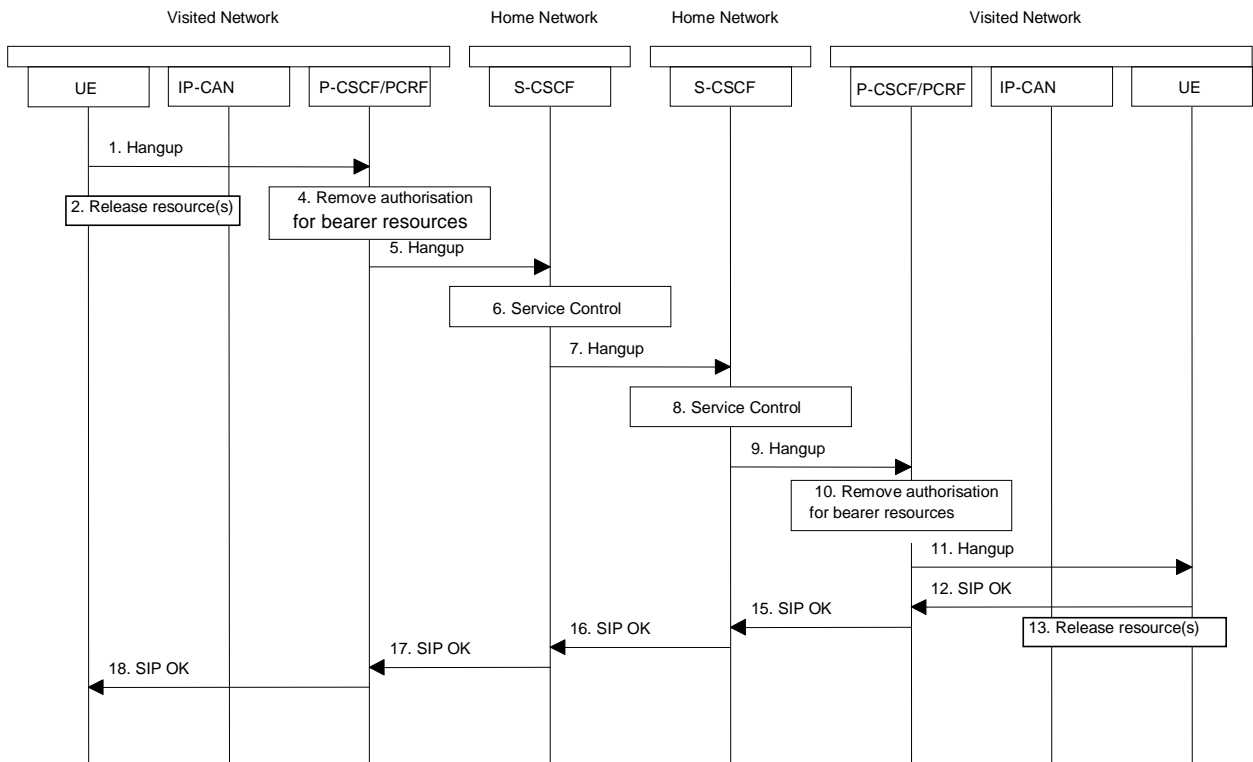 Visited Network
Home Network
Home Network
Visited Network
UE
IP-CAN
P-CSCF/PCRF
S-CSCF
S-CSCF
P-CSCF/PCRF
IP-CAN
UE
1. Hangup
2. Release resource(s)
4. Remove authorisation
for bearer resources
5. Hangup
6. Service Control
7. Hangup
8. Service Control
9. Hangup
10. Remove authorisation
for bearer resources
11. Hangup
12. SIP OK
13. Release resource(s)
15. SIP OK
16. SIP OK
17. SIP OK
18. SIP OK